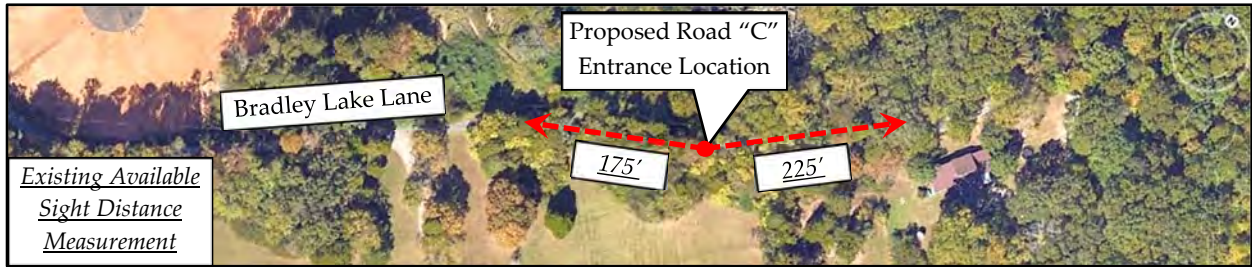 Proposed Road “C”
Entrance Location
Bradley Lake Lane
175’
225’
Existing Available
Sight Distance
Measurement